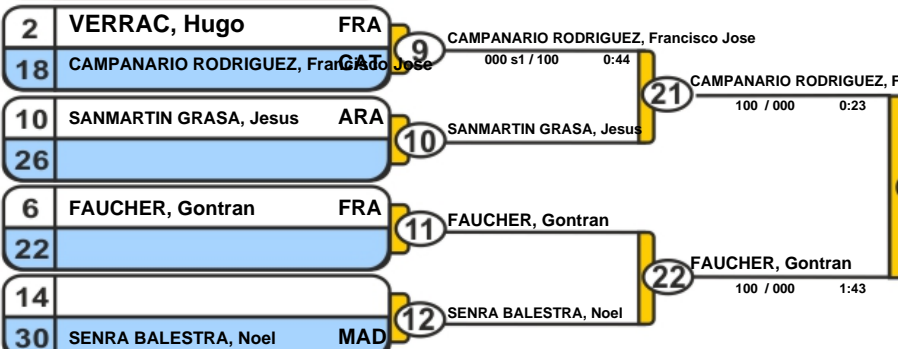 2 VERRAC, Hugo FRA
18 CAMPANARIO RODRIGUEZ, Francisco Jose CAT
9
CAMPANARIO RODRIGUEZ, Francisco Jose
000 s1 / 100 0:44
10 SANMARTIN GRASA, Jesus ARA
26
10
SANMARTIN GRASA, Jesus
21
CAMPANARIO RODRIGUEZ, F
100 / 000 0:23
6 FAUCHER, Gontran FRA
22
11
FAUCHER, Gontran
14
30 SENRA BALESTRA, Noel MAD
12
SENRA BALESTRA, Noel
22
FAUCHER, Gontran
100 / 000 1:43